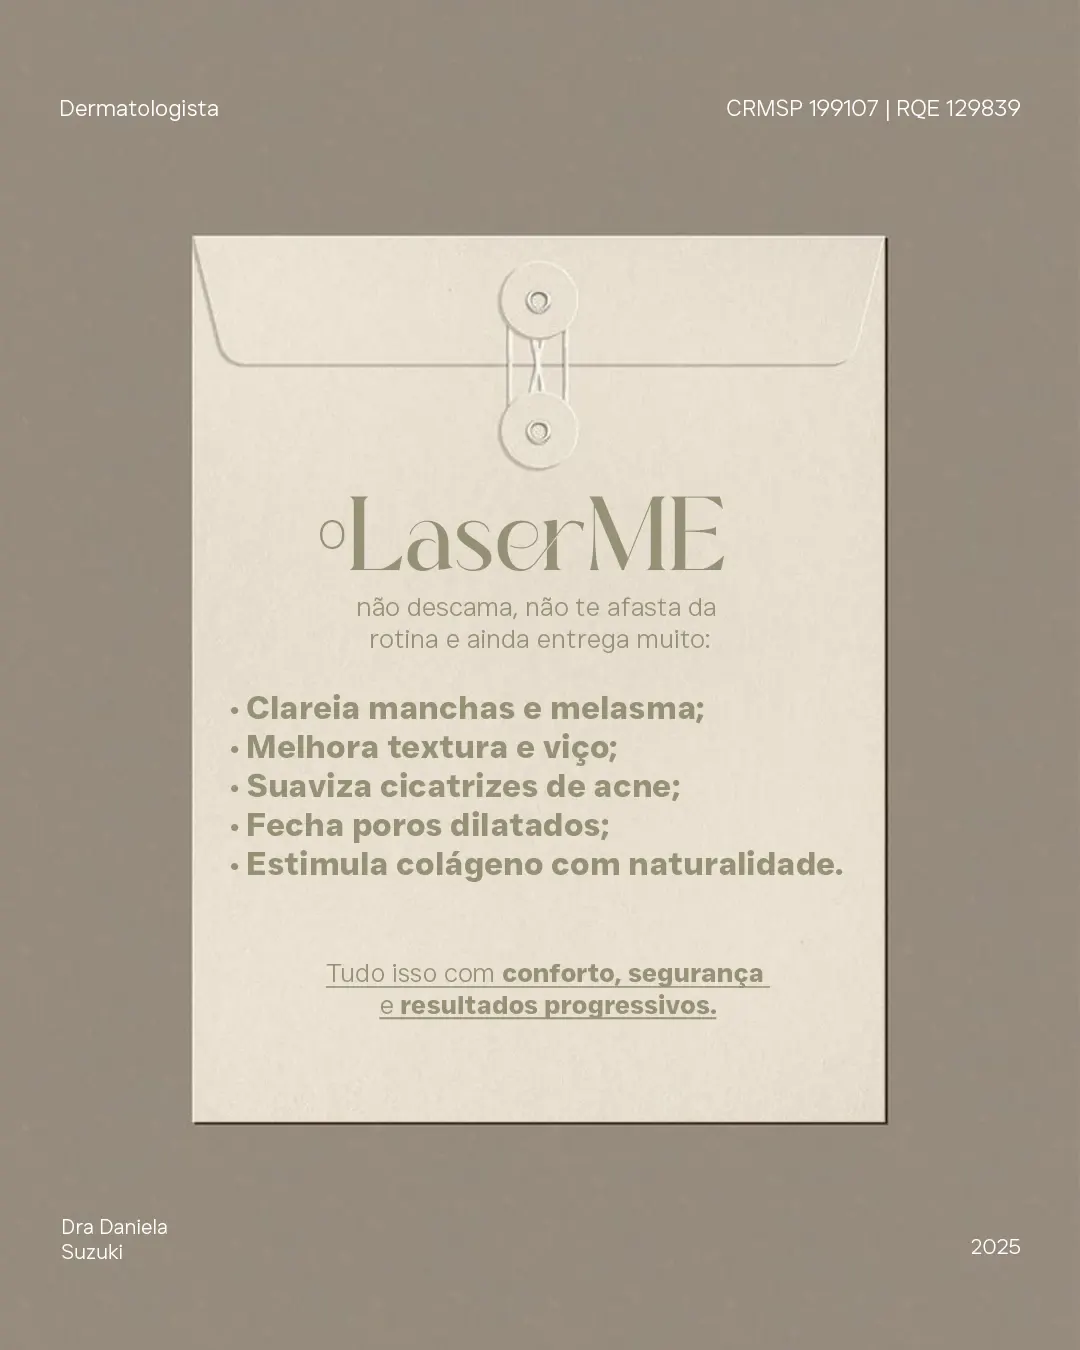 Dermatologista
CRMSP 199107 | RQE 129839
o LaserME
não descama, não te afasta da
rotina e ainda entrega muito:
• Clareia manchas e melasma;
• Melhora textura e viço;
• Suaviza cicatrizes de acne;
• Fecha poros dilatados;
• Estimula colágeno com naturalidade.
Tudo isso com conforto, segurança
e resultados progressivos.
Dra Daniela
Suzuki
2025